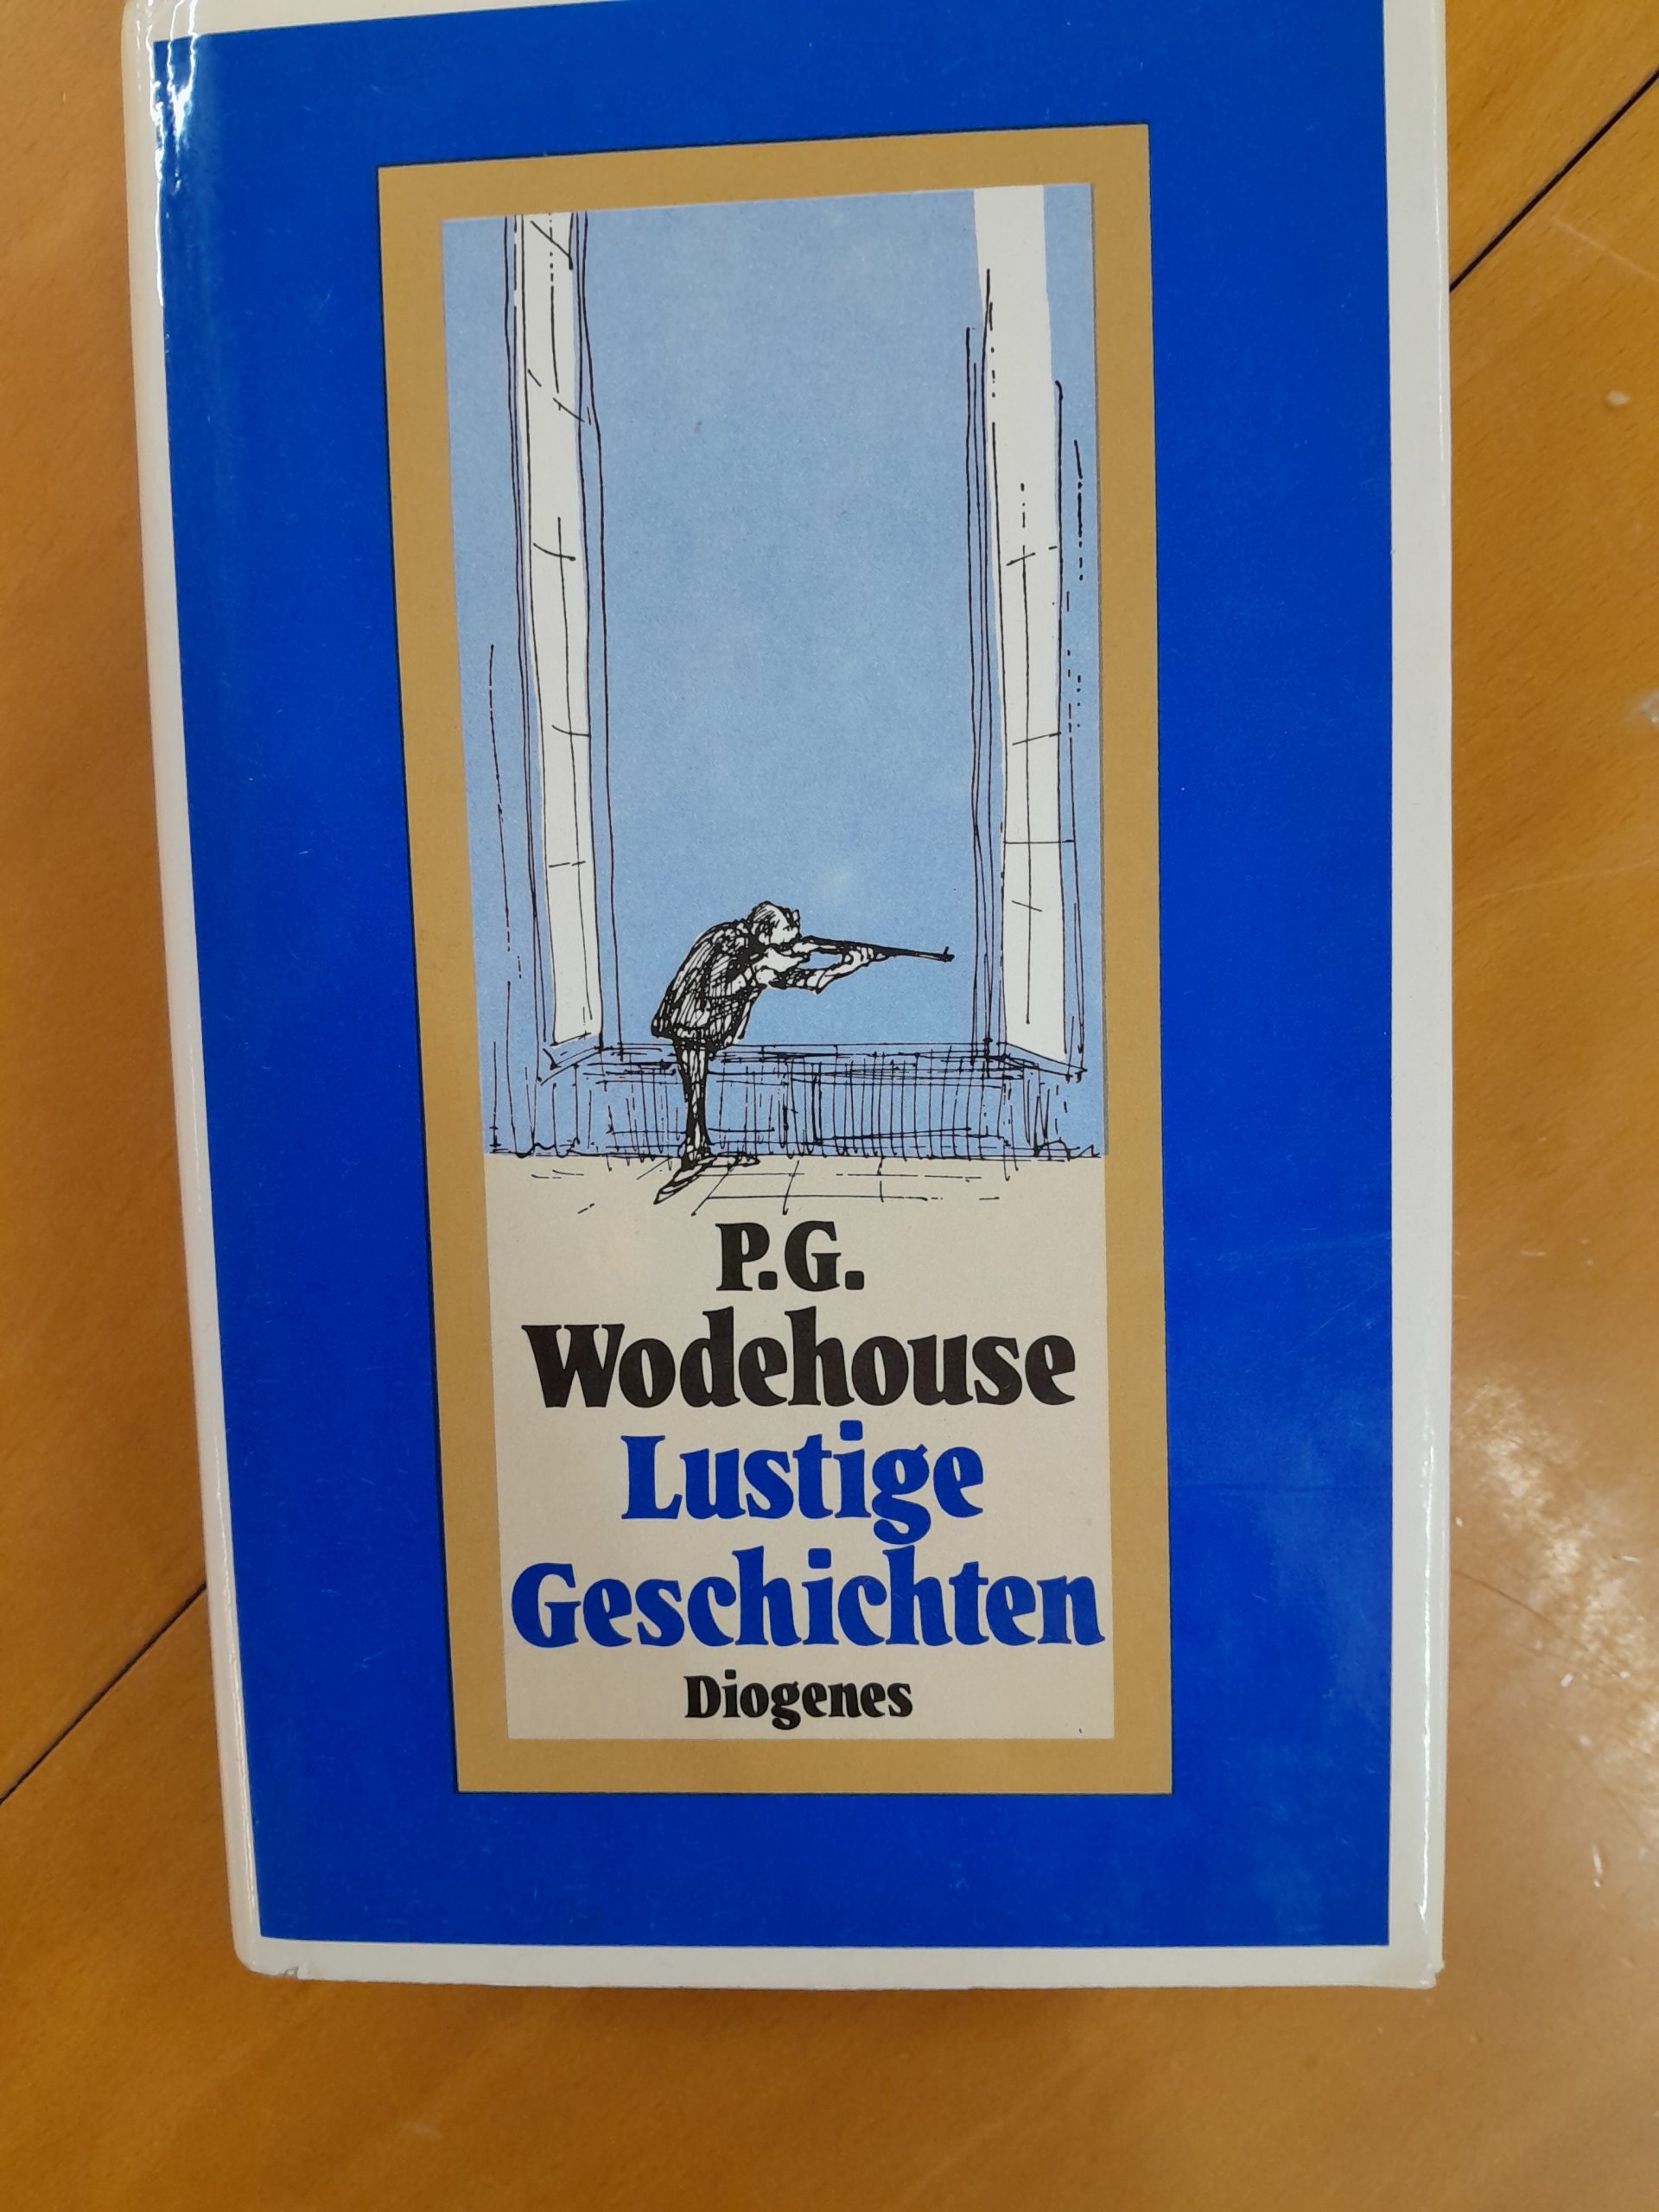 P.G.
Wodehouse
Lustige
Geschichten
Diogenes